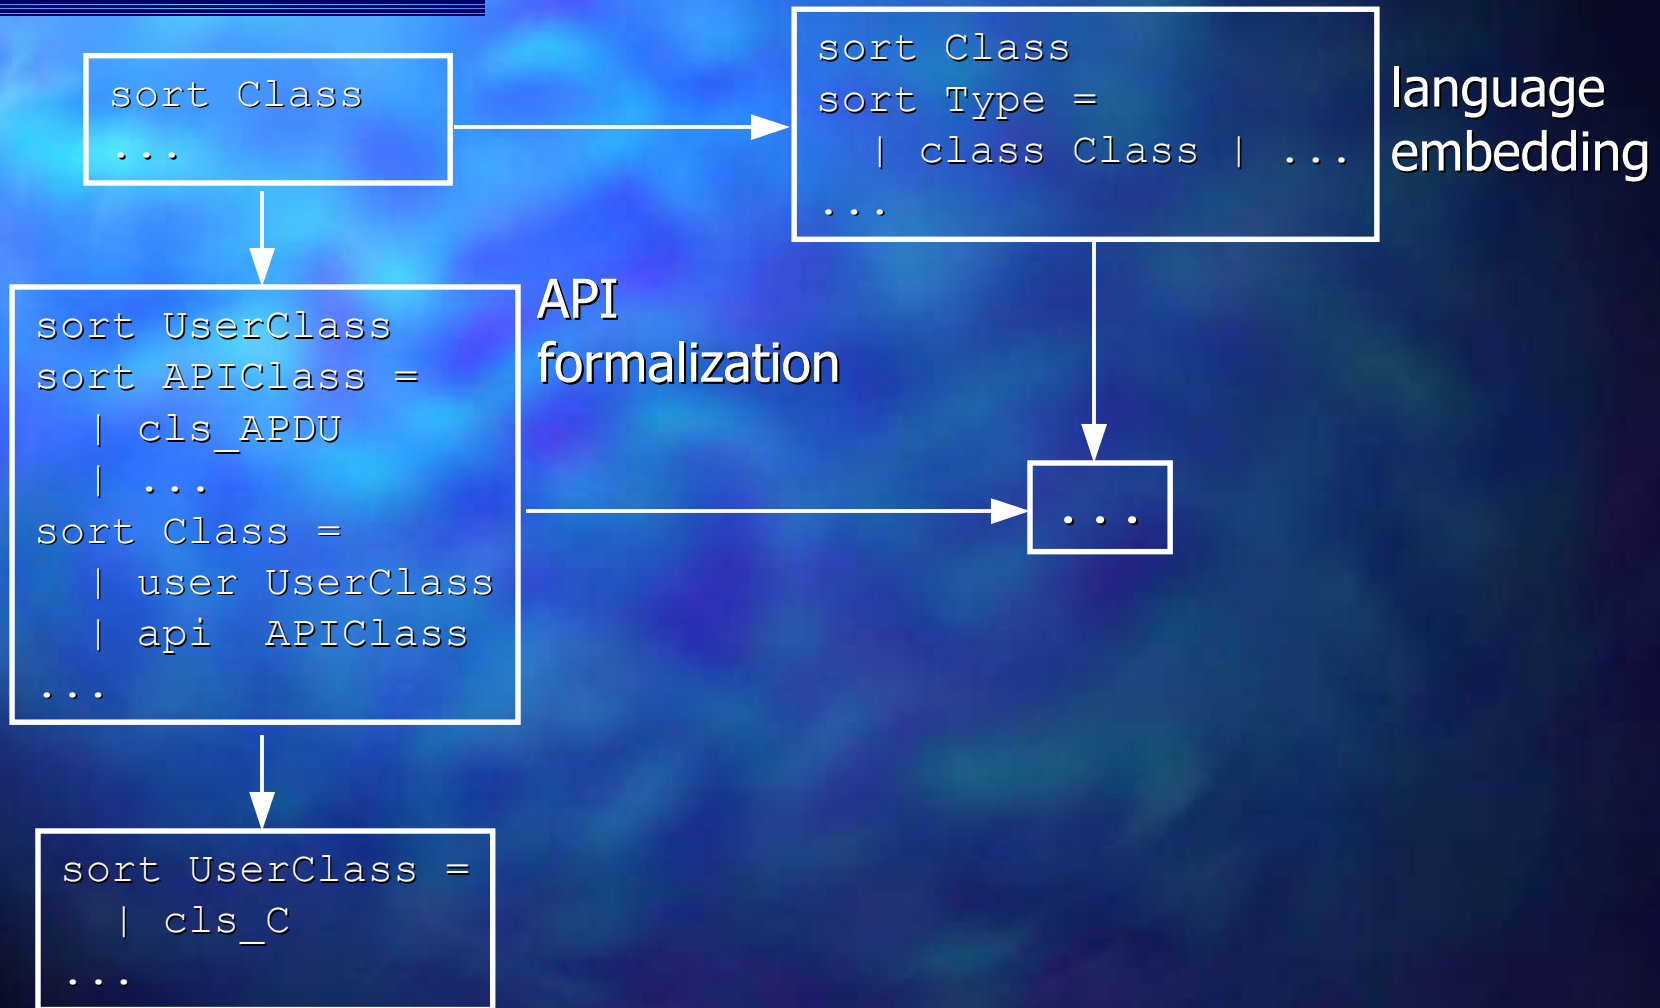 sort Class
...
sort Class
sort Type =
  | class Class | ...
...
language
embedding
sort UserClass
sort APIClass =
  | cls_APDU
  | ...
sort Class =
  | user UserClass
  | api  APIClass
...
API
formalization
...
sort UserClass =
  | cls_C
...